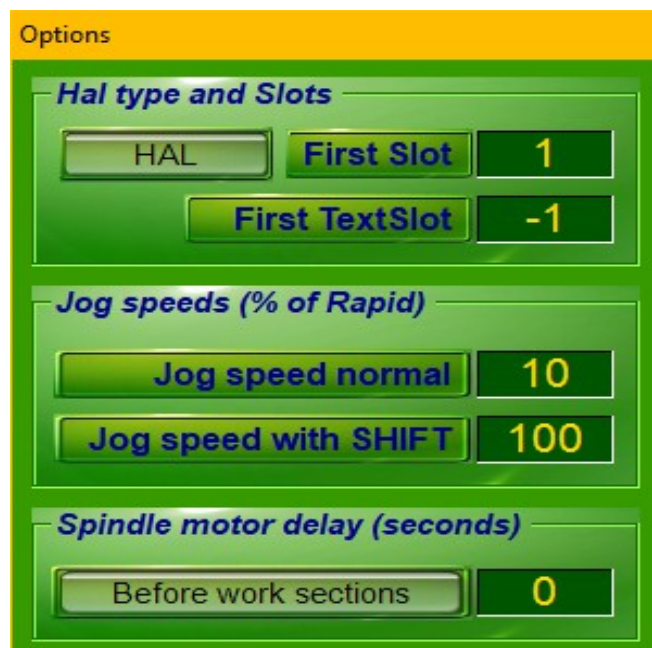 Options
Hal type and Slots
HAL First Slot 1
First TextSlot -1
Jog speeds (% of Rapid)
Jog speed normal 10
Jog speed with SHIFT 100
Spindle motor delay (seconds)
Before work sections 0